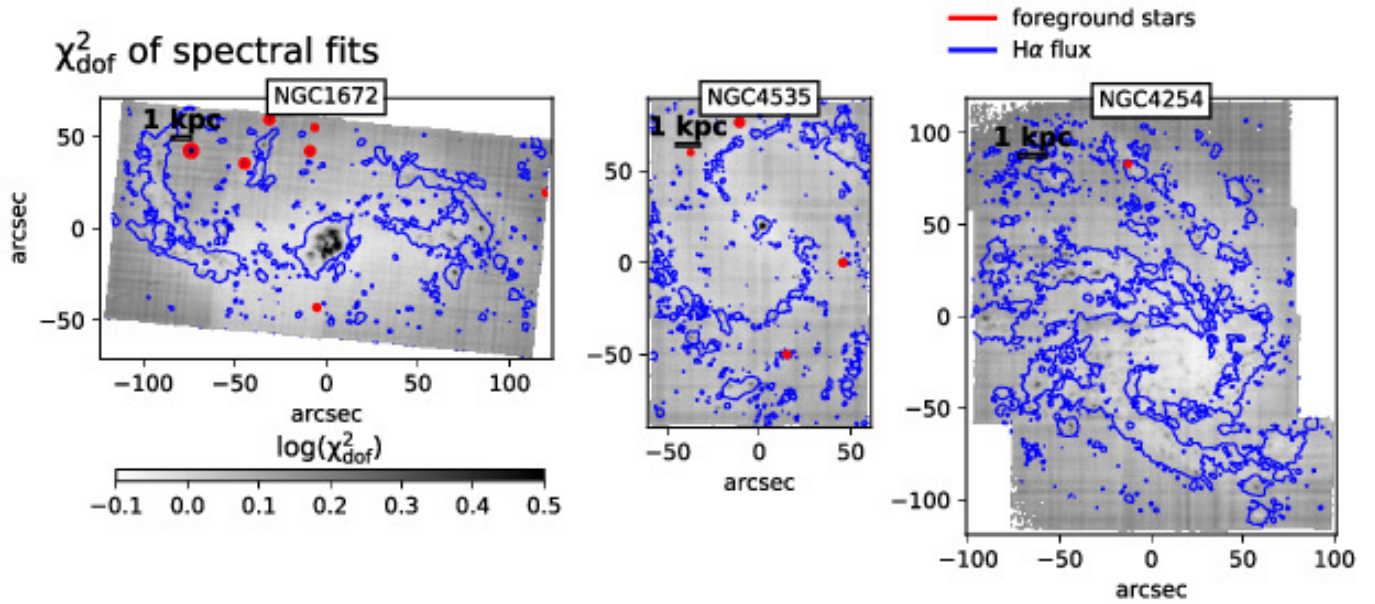 foreground stars
Hα flux
χ²dof of spectral fits
NGC1672
1 kpc
50
0
−50
arcsec
−100
−50
0
50
100
arcsec
NGC4535
1 kpc
50
0
−50
−50
0
50
arcsec
NGC4254
1 kpc
100
50
0
−50
−100
−100
−50
0
50
100
arcsec
log(χ²dof)
−0.1 0.0 0.1 0.2 0.3 0.4 0.5